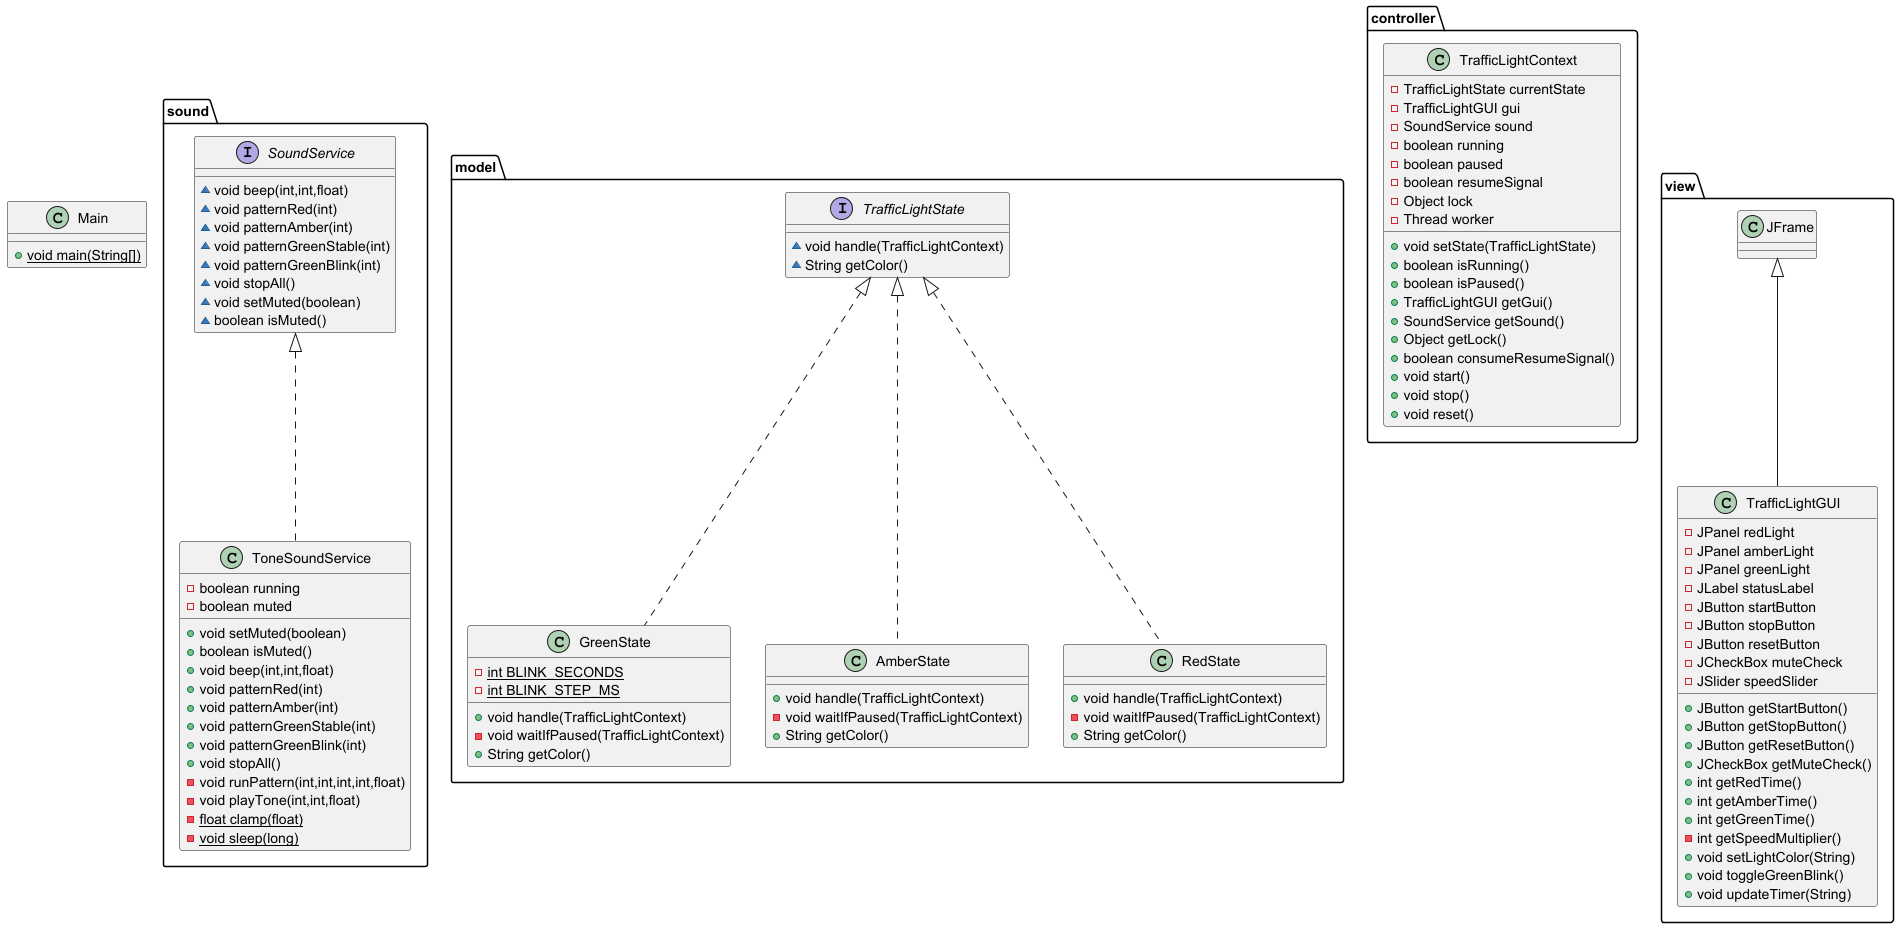 Main
void main(String[])
sound
SoundService
void beep(int,int,float)
void patternRed(int)
void patternAmber(int)
void patternGreenStable(int)
void patternGreenBlink(int)
void stopAll()
void setMuted(boolean)
boolean isMuted()
ToneSoundService
boolean running
boolean muted
void setMuted(boolean)
boolean isMuted()
void beep(int,int,float)
void patternRed(int)
void patternAmber(int)
void patternGreenStable(int)
void patternGreenBlink(int)
void stopAll()
void runPattern(int,int,int,int,float)
void playTone(int,int,float)
float clamp(float)
void sleep(long)
model
TrafficLightState
void handle(TrafficLightContext)
String getColor()
GreenState
int BLINK_SECONDS
int BLINK_STEP_MS
void handle(TrafficLightContext)
void waitIfPaused(TrafficLightContext)
String getColor()
AmberState
void handle(TrafficLightContext)
void waitIfPaused(TrafficLightContext)
String getColor()
RedState
void handle(TrafficLightContext)
void waitIfPaused(TrafficLightContext)
String getColor()
controller
TrafficLightContext
TrafficLightState currentState
TrafficLightGUI gui
SoundService sound
boolean running
boolean paused
boolean resumeSignal
Object lock
Thread worker
void setState(TrafficLightState)
boolean isRunning()
boolean isPaused()
TrafficLightGUI getGui()
SoundService getSound()
Object getLock()
boolean consumeResumeSignal()
void start()
void stop()
void reset()
view
JFrame
TrafficLightGUI
JPanel redLight
JPanel amberLight
JPanel greenLight
JLabel statusLabel
JButton startButton
JButton stopButton
JButton resetButton
JCheckBox muteCheck
JSlider speedSlider
JButton getStartButton()
JButton getStopButton()
JButton getResetButton()
JCheckBox getMuteCheck()
int getRedTime()
int getAmberTime()
int getGreenTime()
int getSpeedMultiplier()
void setLightColor(String)
void toggleGreenBlink()
void updateTimer(String)